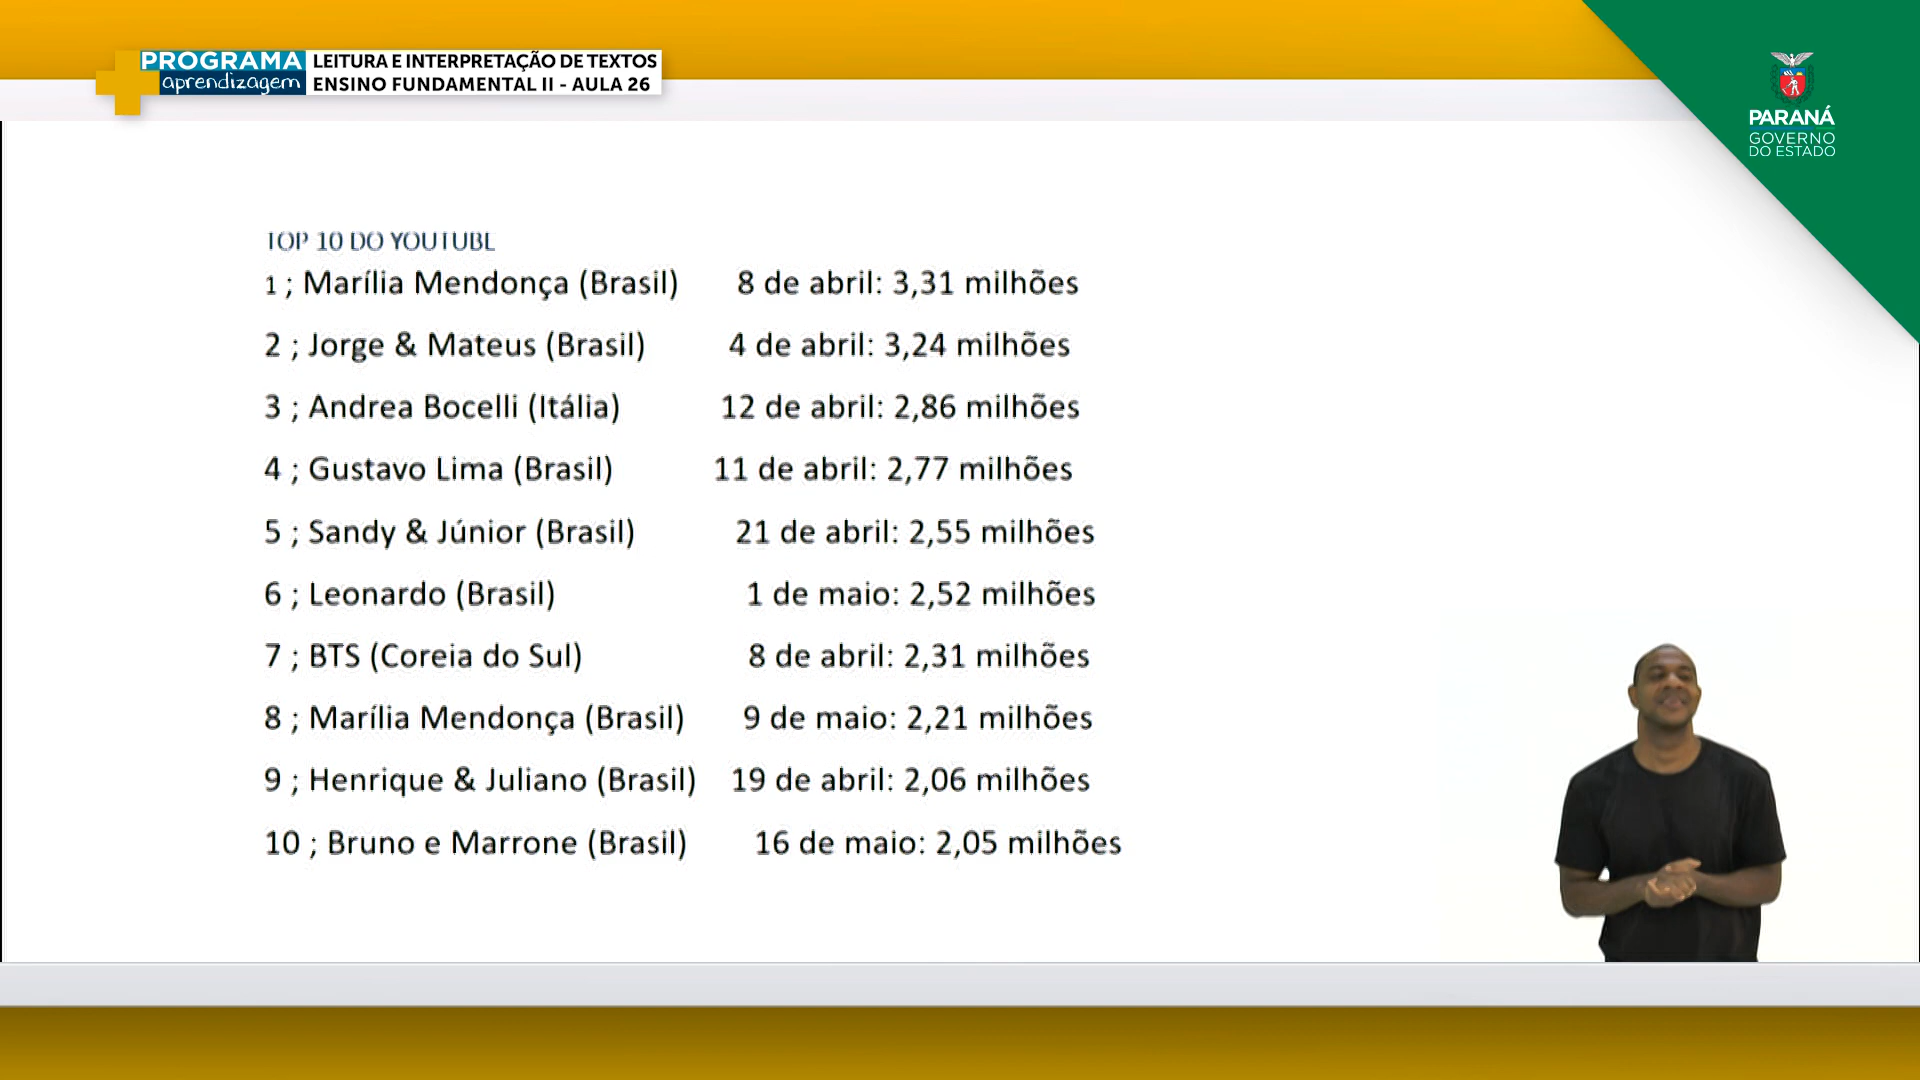 PROGRAMA
aprendizagem
LEITURA E INTERPRETAÇÃO DE TEXTOS
ENSINO FUNDAMENTAL II - AULA 26
PARANÁ
GOVERNO
DO ESTADO
TOP 10 DO YOUTUBE
1 ; Marília Mendonça (Brasil) 8 de abril: 3,31 milhões
2 ; Jorge & Mateus (Brasil) 4 de abril: 3,24 milhões
3 ; Andrea Bocelli (Itália) 12 de abril: 2,86 milhões
4 ; Gustavo Lima (Brasil) 11 de abril: 2,77 milhões
5 ; Sandy & Júnior (Brasil) 21 de abril: 2,55 milhões
6 ; Leonardo (Brasil) 1 de maio: 2,52 milhões
7 ; BTS (Coreia do Sul) 8 de abril: 2,31 milhões
8 ; Marília Mendonça (Brasil) 9 de maio: 2,21 milhões
9 ; Henrique & Juliano (Brasil) 19 de abril: 2,06 milhões
10 ; Bruno e Marrone (Brasil) 16 de maio: 2,05 milhões